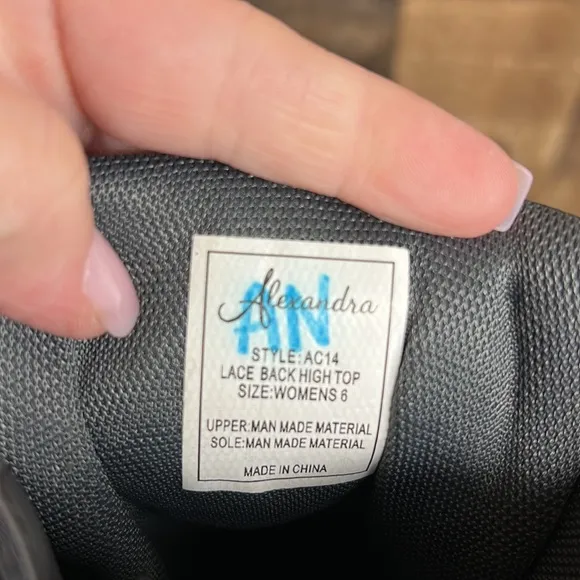 Alexandra
AN
STYLE:AC14
LACE BACK HIGH TOP
SIZE:WOMENS 6
UPPER:MAN MADE MATERIAL
SOLE:MAN MADE MATERIAL
MADE IN CHINA